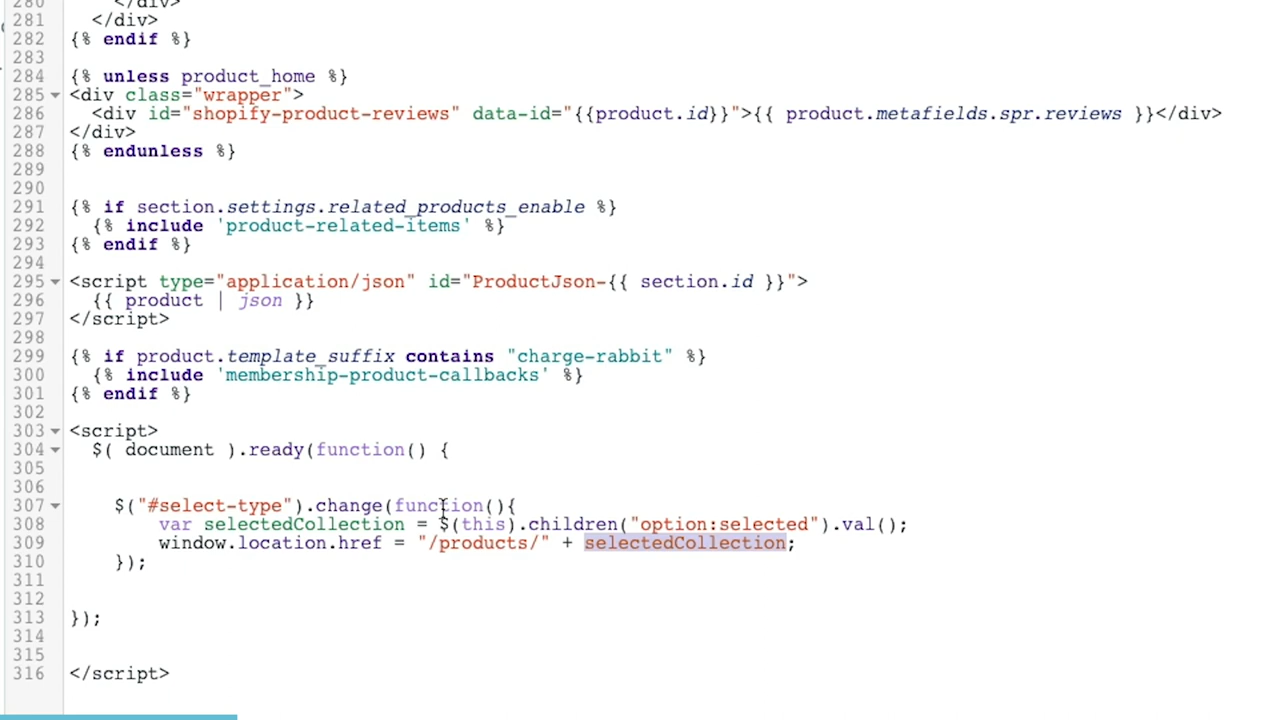 280     </div>
281   </div>
282 {% endif %}
283
284 {% unless product_home %}
285 <div class="wrapper">
286   <div id="shopify-product-reviews" data-id="{{product.id}}">{{ product.metafields.spr.reviews }}</div>
287 </div>
288 {% endunless %}
289
290
291 {% if section.settings.related_products_enable %}
292   {% include 'product-related-items' %}
293 {% endif %}
294
295 <script type="application/json" id="ProductJson-{{ section.id }}">
296   {{ product | json }}
297 </script>
298
299 {% if product.template_suffix contains "charge-rabbit" %}
300   {% include 'membership-product-callbacks' %}
301 {% endif %}
302
303 <script>
304   $( document ).ready(function() {
305
306
307     $("#select-type").change(function(){
308         var selectedCollection = $(this).children("option:selected").val();
309         window.location.href = "/products/" + selectedCollection;
310     });
311
312
313 });
314
315
316 </script>